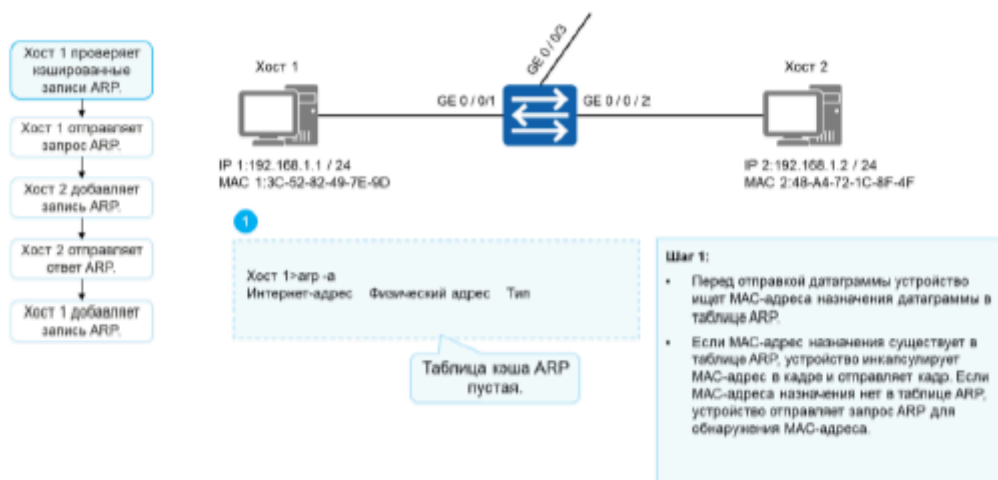 Хост 1 проверяет
кэшированные
записи ARP.
Хост 1 отправляет
запрос ARP.
Хост 2 добавляет
запись ARP.
Хост 2 отправляет
ответ ARP.
Хост 1 добавляет
запись ARP.
GE 0/0/3
Хост 1
Хост 2
GE 0 / 0/1
GE 0 / 0 / 2
IP 1:192.168.1.1 / 24
MAC 1:3C-52-82-49-7E-9D
IP 2:192.168.1.2 / 24
MAC 2:48-A4-72-1C-8F-4F
1
Хост 1>arp -a
Интернет-адрес Физический адрес Тип
Таблица кэша ARP
пустая.
Шаг 1:
• Перед отправкой датаграммы устройство
ищет MAC-адреса назначения датаграммы в
таблице ARP.
• Если MAC-адрес назначения существует в
таблице ARP, устройство инкапсулирует
MAC-адрес в кадре и отправляет кадр. Если
MAC-адреса назначения нет в таблице ARP,
устройство отправляет запрос ARP для
обнаружения MAC-адреса.